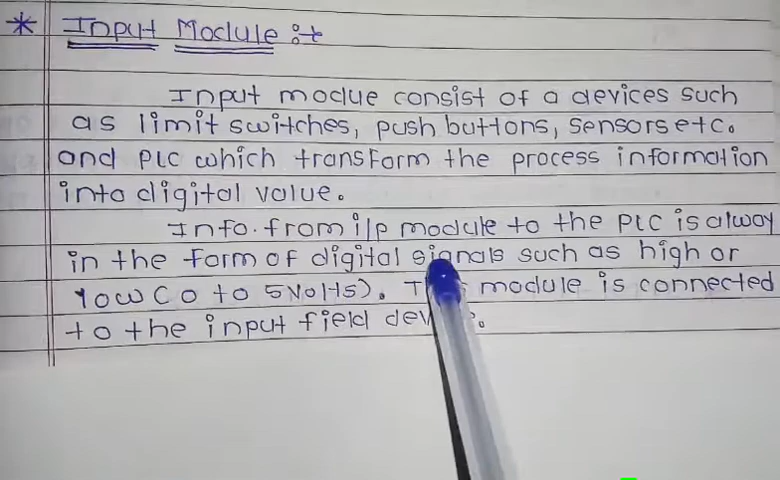 * Input Module :+
Input modue consist of a devices such
as limit switches, push buttons, sensors etc.
and PLC which transform the process information
into digital value.
Info. from i/p module to the PLC is alway
in the form of digital signals such as high or
low (0 to 5Volts). module is connected
to the input field